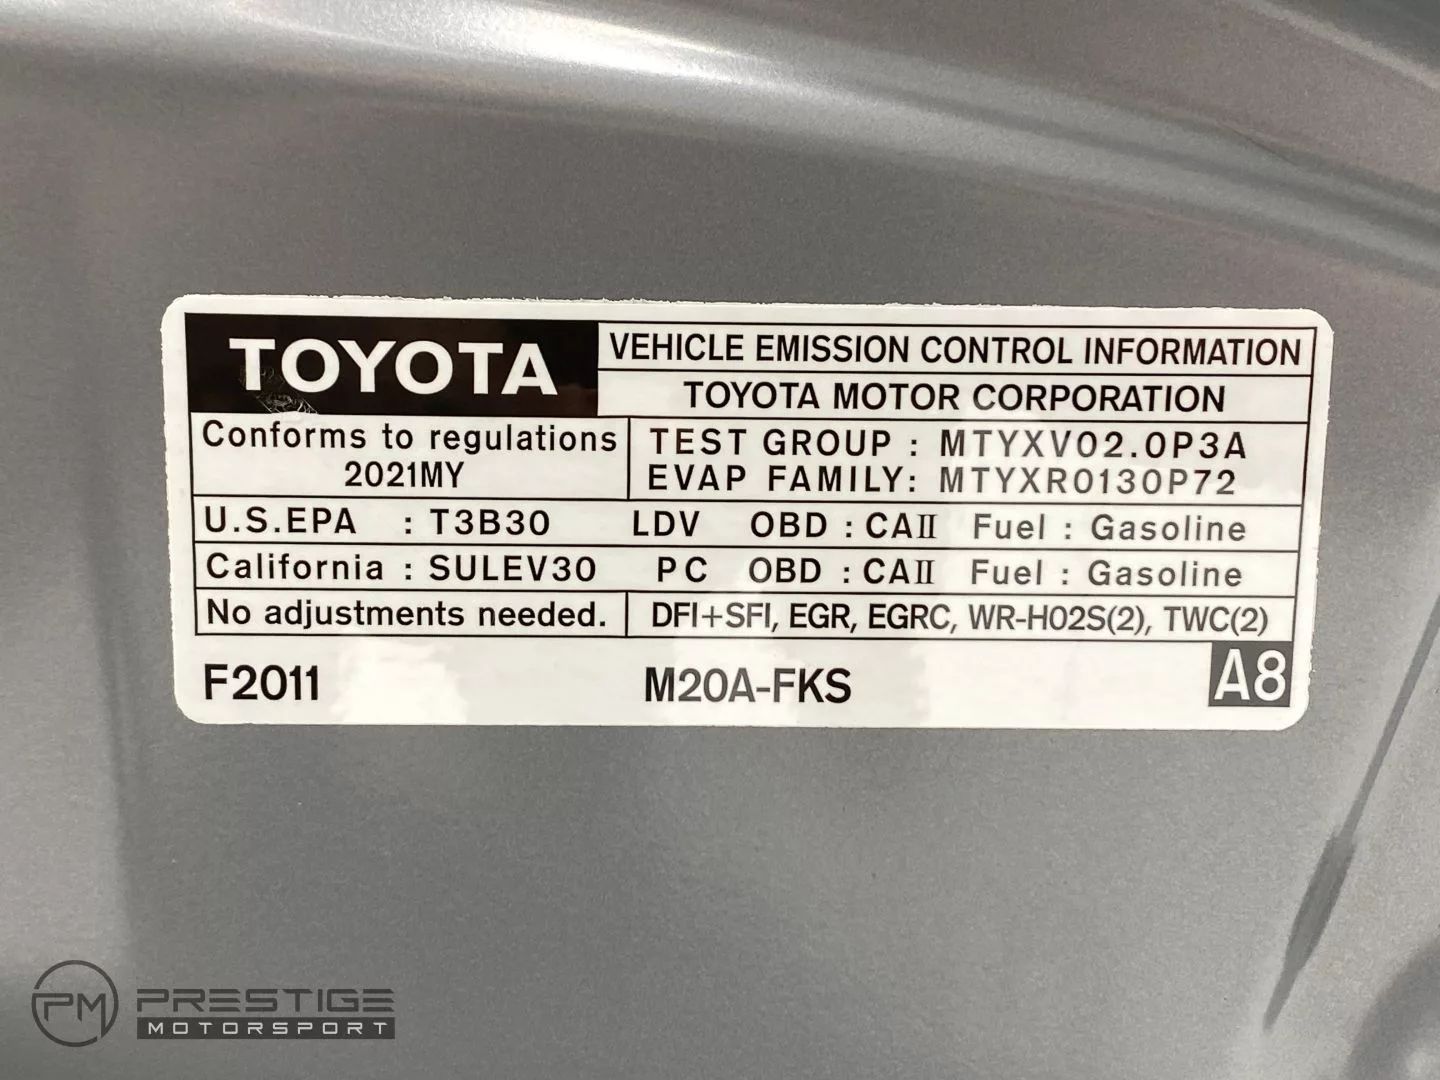 TOYOTA
VEHICLE EMISSION CONTROL INFORMATION
TOYOTA MOTOR CORPORATION
Conforms to regulations
2021MY
TEST GROUP : MTYXV02.0P3A
EVAP FAMILY: MTYXR0130P72
U.S.EPA : T3B30 LDV OBD : CAII Fuel : Gasoline
California : SULEV30 PC OBD : CAII Fuel : Gasoline
No adjustments needed. DFI+SFI, EGR, EGRC, WR-HO2S(2), TWC(2)
F2011 M20A-FKS A8
PM PRESTIGE
MOTORSPORT